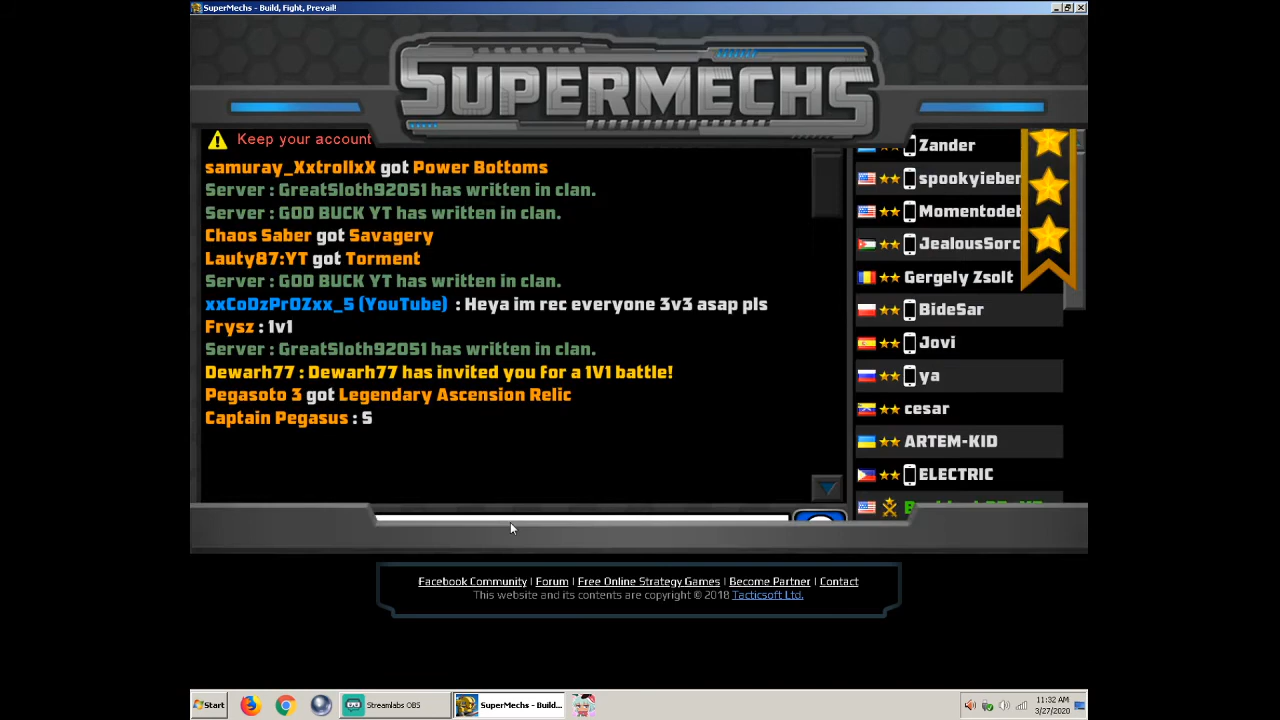 SuperMechs - Build, Fight, Prevail!
SUPERMECHS
Keep your account
samuray_XxtrollxX got Power Bottoms
Server : GreatSloth92051 has written in clan.
Server : GOD BUCK YT has written in clan.
Chaos Saber got Savagery
Lauty87:YT got Torment
Server : GOD BUCK YT has written in clan.
xxCoDzPrOZxx_5 (YouTube) : Heya im rec everyone 3v3 asap pls
Frysz : 1v1
Server : GreatSloth92051 has written in clan.
Dewarh77 : Dewarh77 has invited you for a 1V1 battle!
Pegasoto 3 got Legendary Ascension Relic
Captain Pegasus : 5
Zander
spookyieber
Momentodeb
JealousSorc
Gergely Zsolt
BideSar
Jovi
ya
cesar
ARTEM-KID
ELECTRIC
Facebook Community | Forum | Free Online Strategy Games | Become Partner | Contact
This website and its contents are copyright © 2018 Tacticsoft Ltd.
Start
Streamlabs OBS
SuperMechs - Build...
11:32 AM
3/27/2020